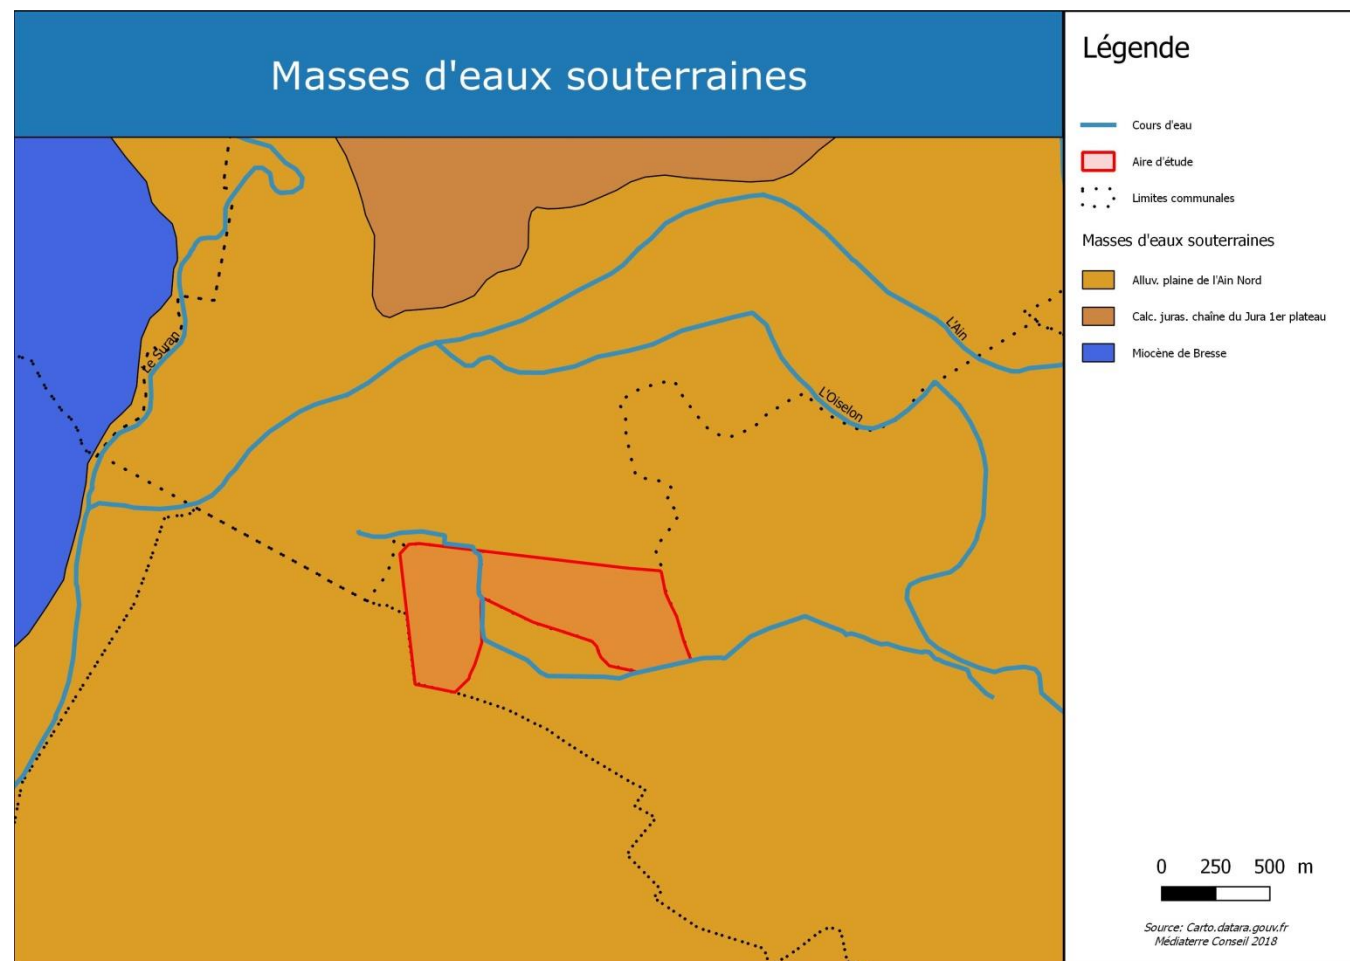 Masses d'eaux souterraines
Légende
Cours d'eau
Aire d'étude
Limites communales
Masses d'eaux souterraines
Alluv. plaine de l'Ain Nord
Calc. juras. chaîne du Jura 1er plateau
Miocène de Bresse
Le Suran
L'Ain
L'Oiselon
0 250 500 m
Source: Carto.datara.gouv.fr
Médiaterre Conseil 2018